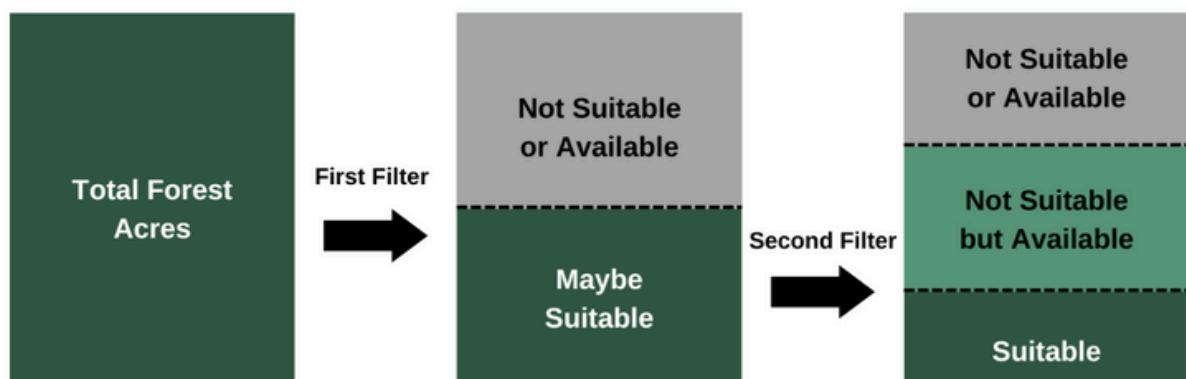 Total Forest
Acres
First Filter
Not Suitable
or Available
Maybe
Suitable
Second Filter
Not Suitable
or Available
Not Suitable
but Available
Suitable